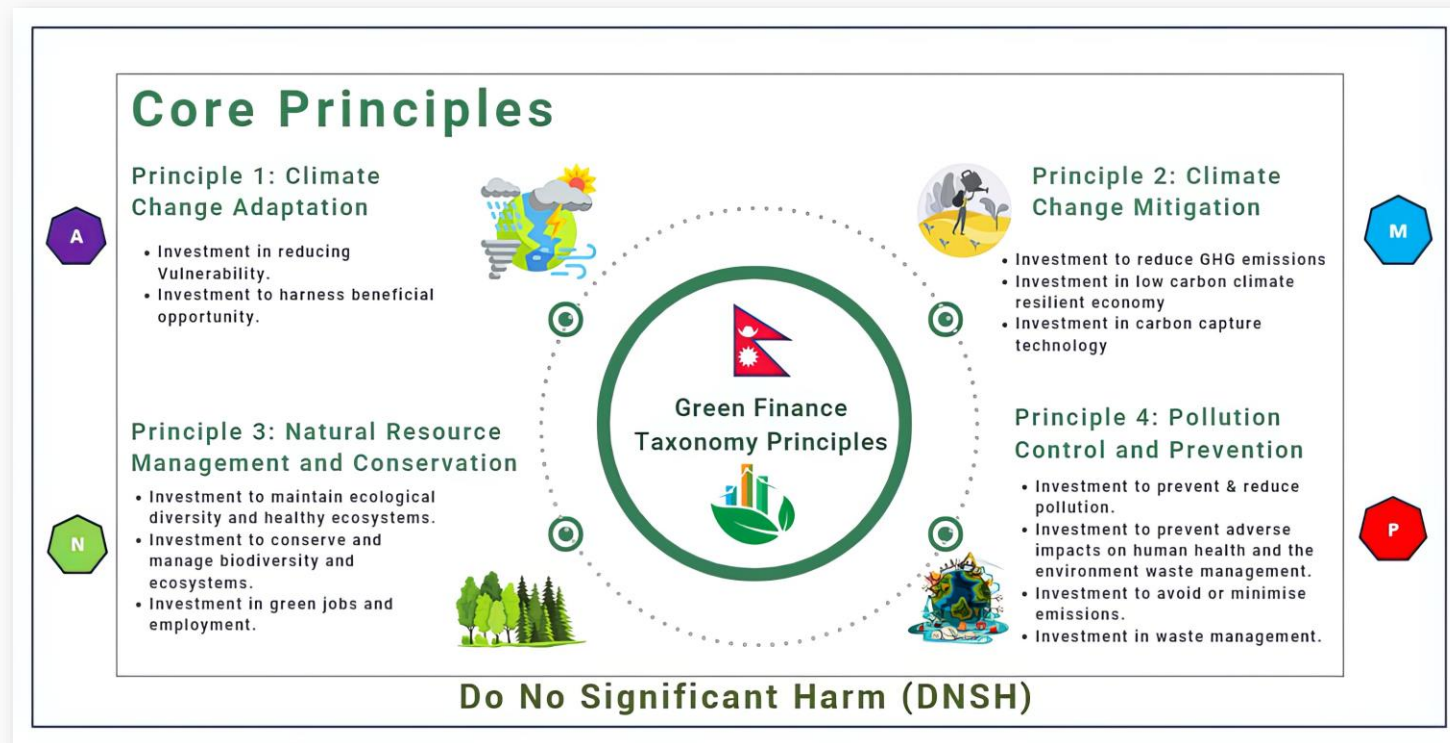 Core Principles
Principle 1: Climate
Change Adaptation
• Investment in reducing
Vulnerability.
• Investment to harness beneficial
opportunity.
A
Principle 2: Climate
Change Mitigation
• Investment to reduce GHG emissions
• Investment in low carbon climate
resilient economy
• Investment in carbon capture
technology
M
Green Finance
Taxonomy Principles
Principle 3: Natural Resource
Management and Conservation
• Investment to maintain ecological
diversity and healthy ecosystems.
• Investment to conserve and
manage biodiversity and
ecosystems.
• Investment in green jobs and
employment.
N
Principle 4: Pollution
Control and Prevention
• Investment to prevent & reduce
pollution.
• Investment to prevent adverse
impacts on human health and the
environment waste management.
• Investment to avoid or minimise
emissions.
• Investment in waste management.
P
Do No Significant Harm (DNSH)